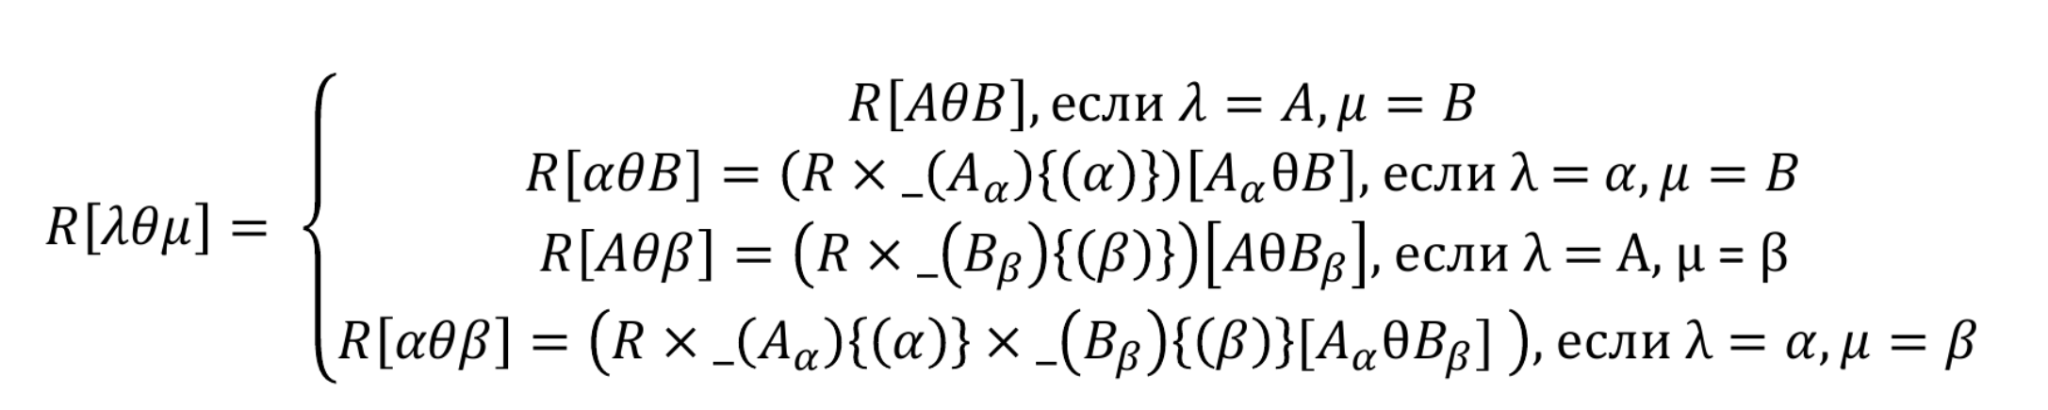 R[AθB], если λ = A, μ = B
R[αθB] = (R × _(A_α){(α)})[A_αθB], если λ = α, μ = B
R[λθμ] =
R[Aθβ] = (R × _(B_β){(β)})[AθB_β], если λ = A, μ = β
R[αθβ] = (R × _(A_α){(α)} × _(B_β){(β)}[A_αθB_β] ), если λ = α, μ = β